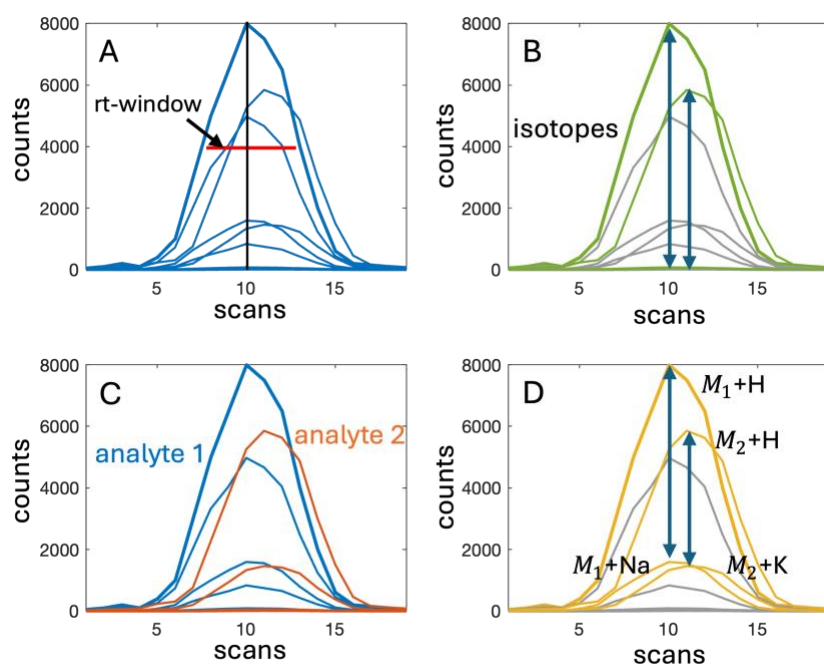 A
rt-window
counts
8000
6000
4000
2000
0
5
10
15
scans
B
isotopes
counts
8000
6000
4000
2000
0
5
10
15
scans
C
analyte 1
analyte 2
counts
8000
6000
4000
2000
0
5
10
15
scans
D
M₁+H
M₂+H
M₁+Na
M₂+K
counts
8000
6000
4000
2000
0
5
10
15
scans